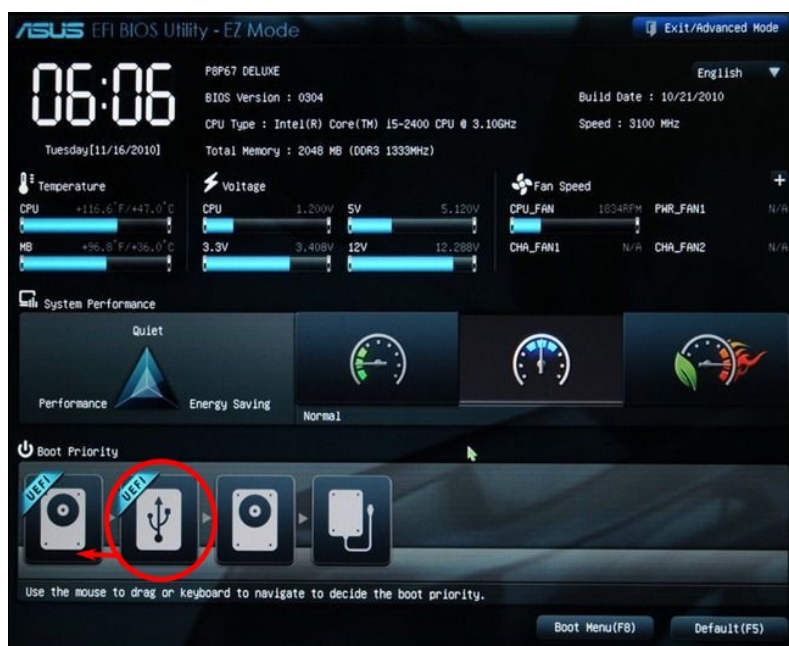 ASUS EFI BIOS Utility - EZ Mode
Exit/Advanced Mode
06:06
Tuesday[11/16/2010]
P8P67 DELUXE
English
BIOS Version : 0304
Build Date : 10/21/2010
CPU Type : Intel(R) Core(TM) i5-2400 CPU @ 3.10GHz
Speed : 3100 MHz
Total Memory : 2048 MB (DDR3 1333MHz)
Temperature
CPU +116.6°F/+47.0°C
MB +96.8°F/+36.0°C
Voltage
CPU 1.200V 5V 5.120V
3.3V 3.408V 12V 12.288V
Fan Speed
+
CPU_FAN 1834RPM PWR_FAN1 N/A
CHA_FAN1 N/A CHA_FAN2 N/A
System Performance
Quiet
Performance
Energy Saving
Normal
Boot Priority
UEFI
UEFI
Use the mouse to drag or keyboard to navigate to decide the boot priority.
Boot Menu(F8)
Default(F5)